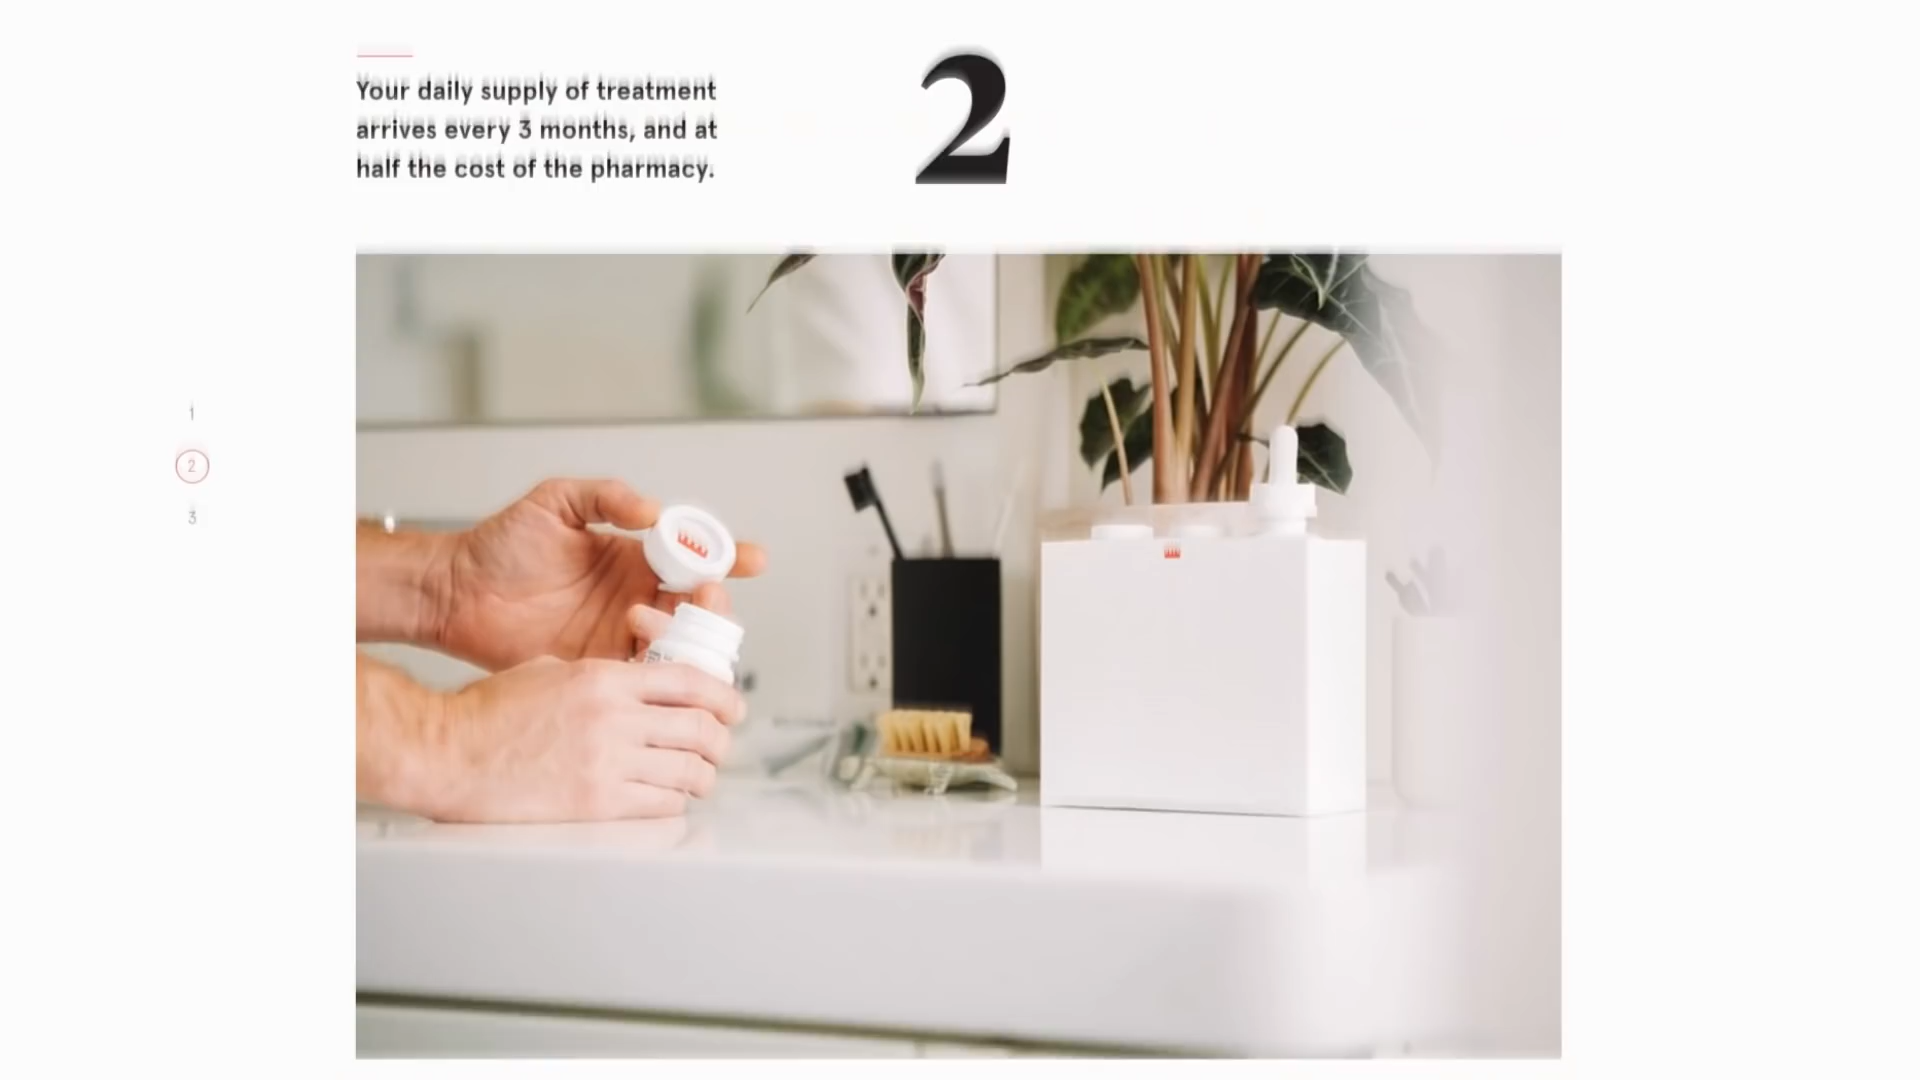 Your daily supply of treatment
arrives every 3 months, and at
half the cost of the pharmacy.
2
1
2
3